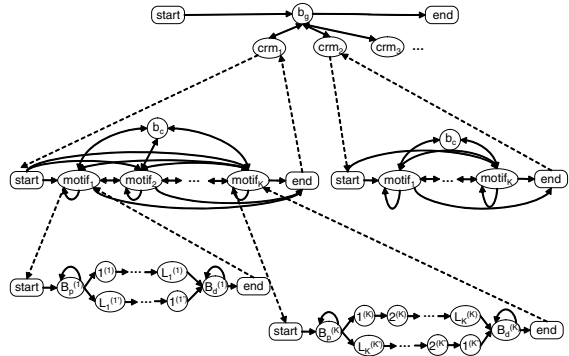 start b_g end
crm_1 crm_2 crm_3 ...
b_c
b_c
start motif_1 motif_2 ... motif_K end
start motif_1 ... motif_K end
1^(1) ... L_1^(1)
start B_p^(1) B_d^(1) end
L_1^(1') ... 1^(1')
1^(K) 2^(K) ... L_K^(K)
start B_p^(K) B_d^(K) end
L_K^(K') ... 2^(K') 1^(K')